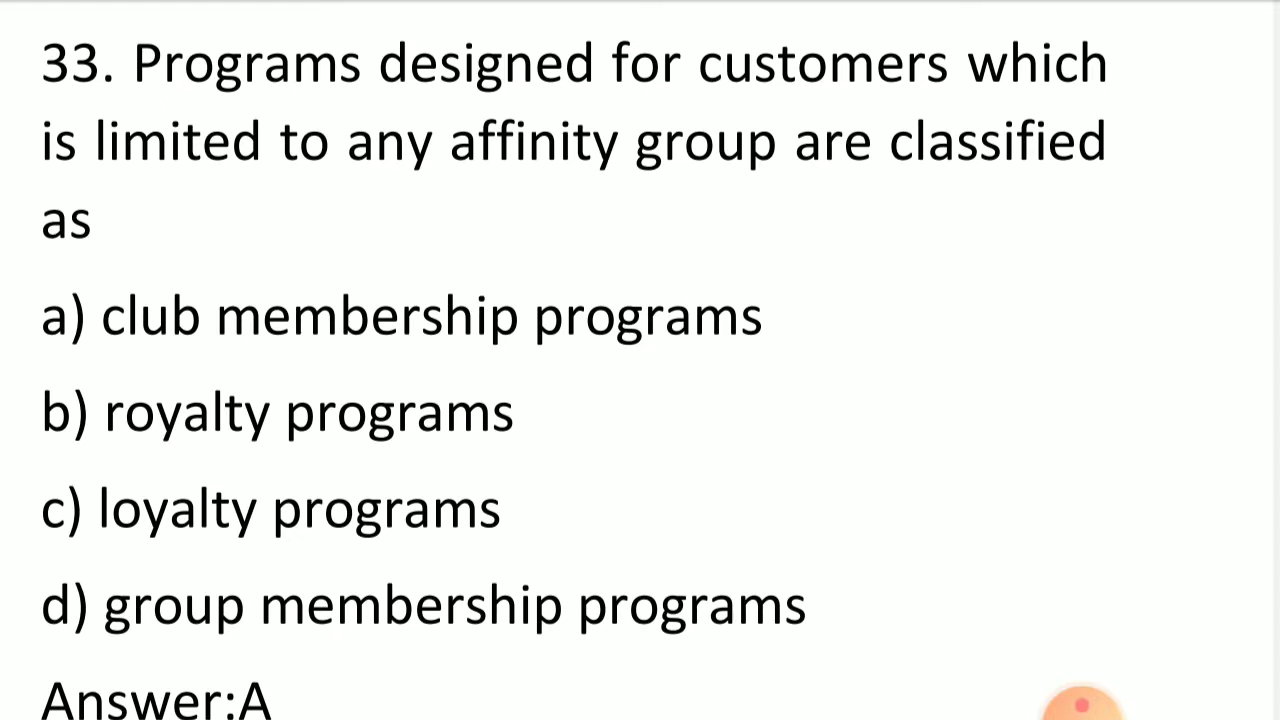 33. Programs designed for customers which
is limited to any affinity group are classified
as
a) club membership programs
b) royalty programs
c) loyalty programs
d) group membership programs
Answer:A